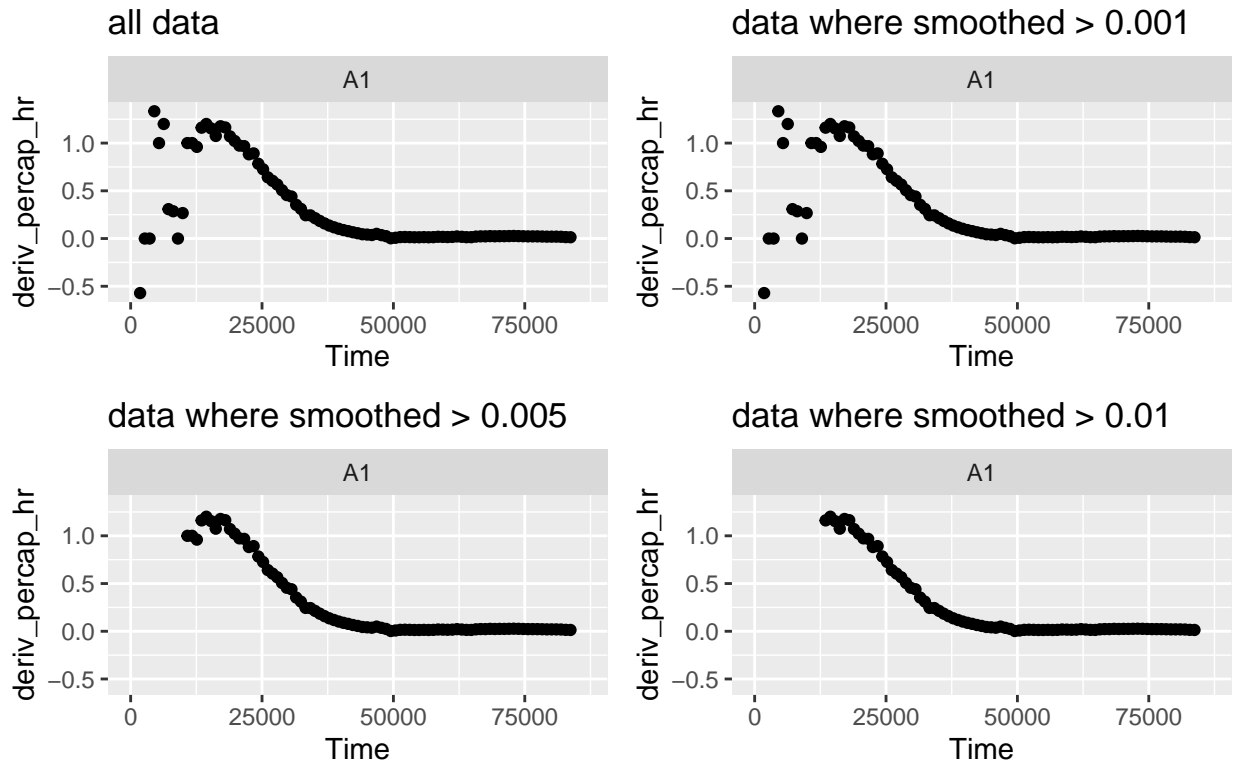 all data
A1
deriv_percap_hr
1.0
0.5
0.0
−0.5
0 25000 50000 75000
Time
data where smoothed > 0.001
A1
deriv_percap_hr
1.0
0.5
0.0
−0.5
0 25000 50000 75000
Time
data where smoothed > 0.005
A1
deriv_percap_hr
1.0
0.5
0.0
−0.5
0 25000 50000 75000
Time
data where smoothed > 0.01
A1
deriv_percap_hr
1.0
0.5
0.0
−0.5
0 25000 50000 75000
Time